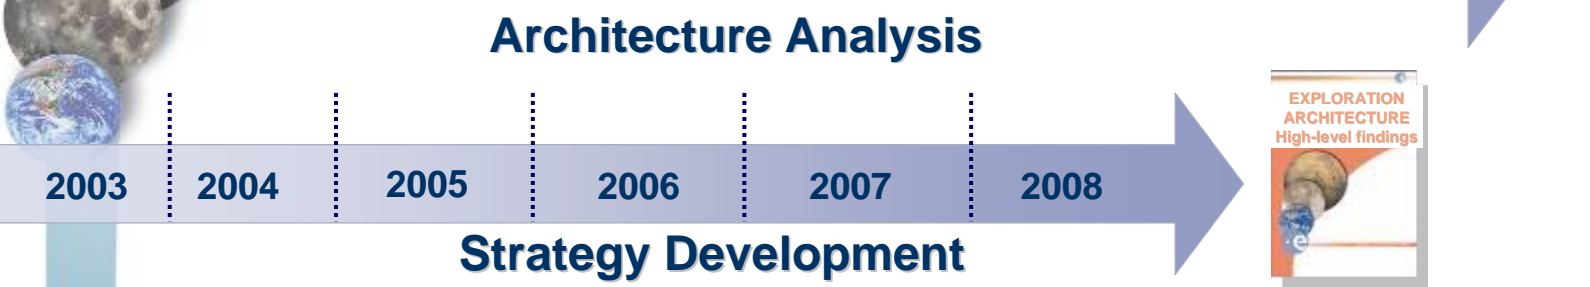 Architecture Analysis
EXPLORATION
ARCHITECTURE
High-level findings
2003 2004 2005 2006 2007 2008
Strategy Development